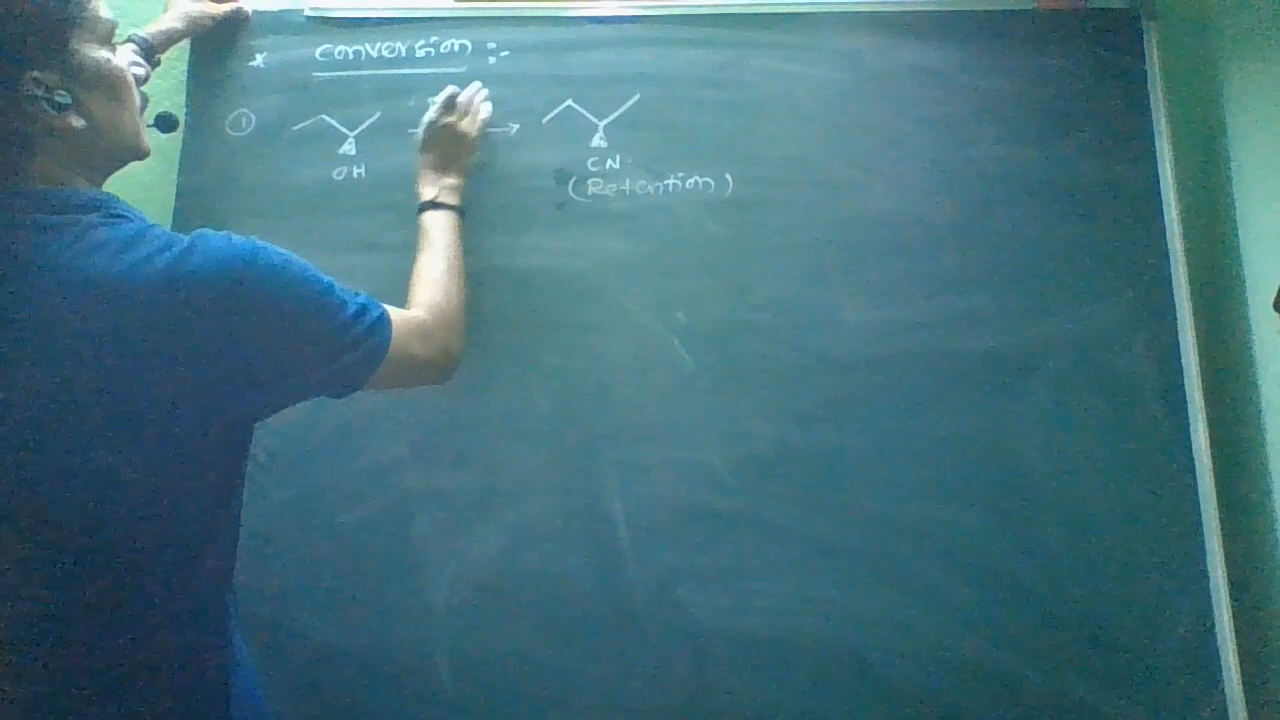 * conversion :-
①
OH
CN
(Retention)